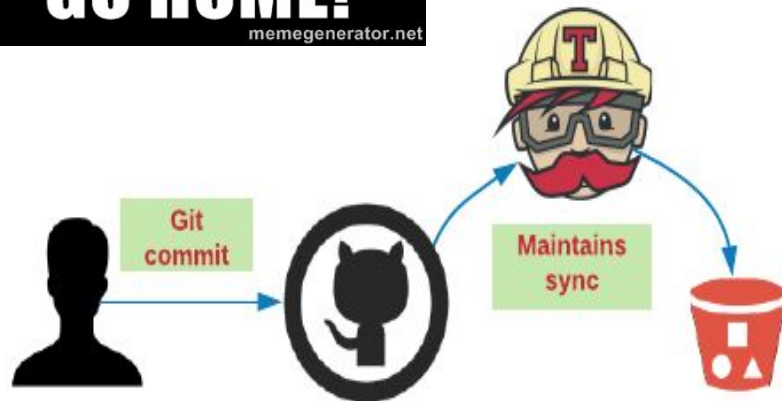 GO HOME!
memegenerator.net
T
Git
commit
Maintains
sync